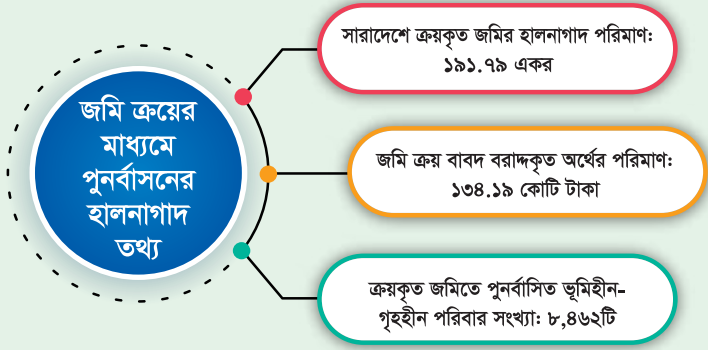 জমি ক্রয়ের
মাধ্যমে
পুনর্বাসনের
হালনাগাদ
তথ্য
সারাদেশে ক্রয়কৃত জমির হালনাগাদ পরিমাণ:
১৯১.৭৯ একর
জমি ক্রয় বাবদ বরাদ্দকৃত অর্থের পরিমাণ:
১৩৪.১৯ কোটি টাকা
ক্রয়কৃত জমিতে পুনর্বাসিত ভূমিহীন-
গৃহহীন পরিবার সংখ্যা: ৮,৪৬২টি